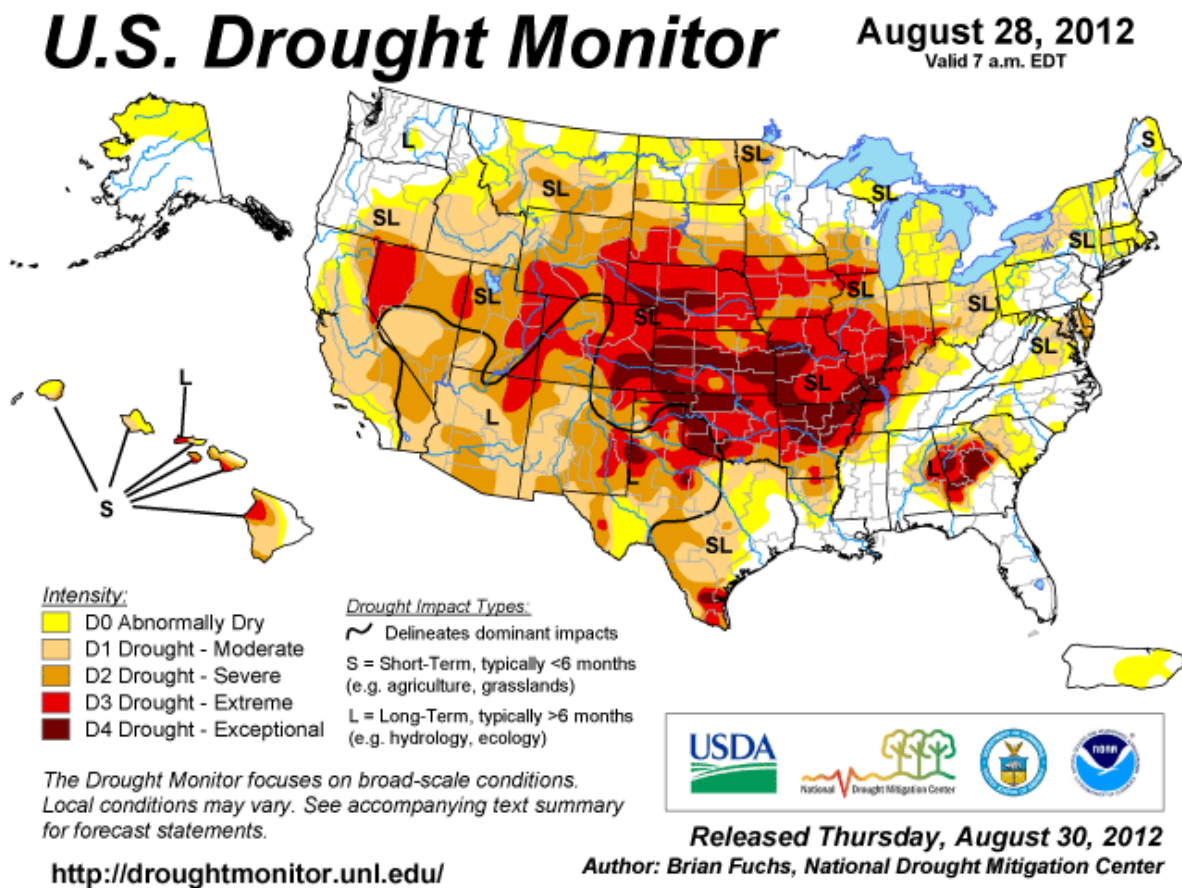 U.S. Drought Monitor
August 28, 2012
Valid 7 a.m. EDT
L
S
SL
SL
SL
SL
SL
SL
SL
SL
SL
SL
SL
L
SL
L
L
SL
L
S
Intensity:
D0 Abnormally Dry
D1 Drought - Moderate
D2 Drought - Severe
D3 Drought - Extreme
D4 Drought - Exceptional
Drought Impact Types:
Delineates dominant impacts
S = Short-Term, typically <6 months
(e.g. agriculture, grasslands)
L = Long-Term, typically >6 months
(e.g. hydrology, ecology)
USDA
National Drought Mitigation Center
NOAA
The Drought Monitor focuses on broad-scale conditions.
Local conditions may vary. See accompanying text summary
for forecast statements.
http://droughtmonitor.unl.edu/
Released Thursday, August 30, 2012
Author: Brian Fuchs, National Drought Mitigation Center